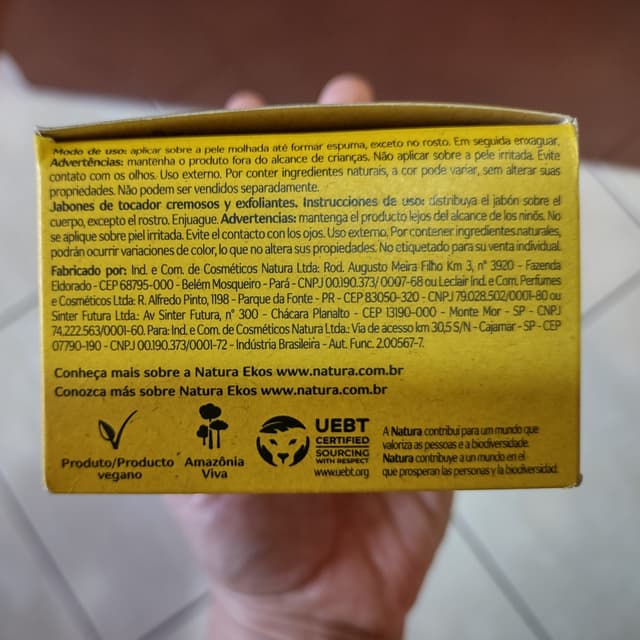 Modo de uso: aplicar sobre a pele molhada até formar espuma, exceto no rosto. Em seguida enxaguar.
Advertências: mantenha o produto fora do alcance de crianças. Não aplicar sobre a pele irritada. Evite
contato com os olhos. Uso externo. Por conter ingredientes naturais, a cor pode variar, sem alterar suas
propriedades. Não podem ser vendidos separadamente.
Jabones de tocador cremosos y exfoliantes. Instrucciones de uso: distribuya el jabón sobre el
cuerpo, excepto el rostro. Enjuague. Advertencias: mantenga el producto lejos del alcance de los niños. No
se aplique sobre piel irritada. Evite el contacto con los ojos. Uso externo. Por contener ingredientes naturales,
podrán ocurrir variaciones de color, lo que no altera sus propiedades. No etiquetado para su venta individual.
Fabricado por: Ind. e Com. de Cosméticos Natura Ltda: Rod. Augusto Meira Filho Km 3, n° 3920 - Fazenda
Eldorado - CEP 68795-000 - Belém Mosqueiro - Pará - CNPJ 00.190.373/ 0007-68 ou Leclair Ind. e Com. Perfumes
e Cosméticos Ltda: R. Alfredo Pinto, 1198 - Parque da Fonte - PR - CEP 83050-320 - CNPJ 79.028.502/0001-80 ou
Sinter Futura Ltda.: Av Sinter Futura, n° 300 - Chácara Planalto - CEP 13190-000 - Monte Mor - SP - CNPJ
74.222.563/0001-60. Para: Ind. e Com. de Cosméticos Natura Ltda.: Via de acesso km 30,5 S/N - Cajamar - SP - CEP
07790-190 - CNPJ 00.190.373/0001-72 - Indústria Brasileira - Aut. Func. 2.00567-7.
Conheça mais sobre a Natura Ekos www.natura.com.br
Conozca más sobre Natura Ekos www.natura.com.br
Produto/Producto
vegano
Amazônia
Viva
UEBT
CERTIFIED
SOURCING
WITH RESPECT
www.uebt.org
A Natura contribui para um mundo que
valoriza as pessoas e a biodiversidade.
Natura contribuye a un mundo en el
que prosperan las personas y la biodiversidad.